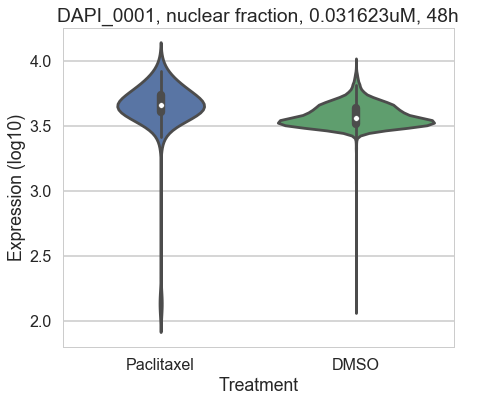 DAPI_0001, nuclear fraction, 0.031623uM, 48h
Expression (log10)
4.0
3.5
3.0
2.5
2.0
Paclitaxel
DMSO
Treatment